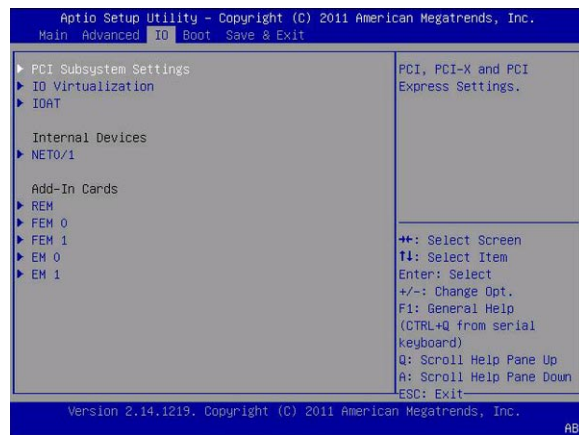 Aptio Setup Utility – Copyright (C) 2011 American Megatrends, Inc.
Main Advanced IO Boot Save & Exit
PCI Subsystem Settings
IO Virtualization
IOAT
Internal Devices
NET0/1
Add-In Cards
REM
FEM 0
FEM 1
EM 0
EM 1
PCI, PCI-X and PCI
Express Settings.
→←: Select Screen
↑↓: Select Item
Enter: Select
+/-: Change Opt.
F1: General Help
(CTRL+Q from serial
keyboard)
Q: Scroll Help Pane Up
A: Scroll Help Pane Down
ESC: Exit
Version 2.14.1219. Copyright (C) 2011 American Megatrends, Inc.
AB